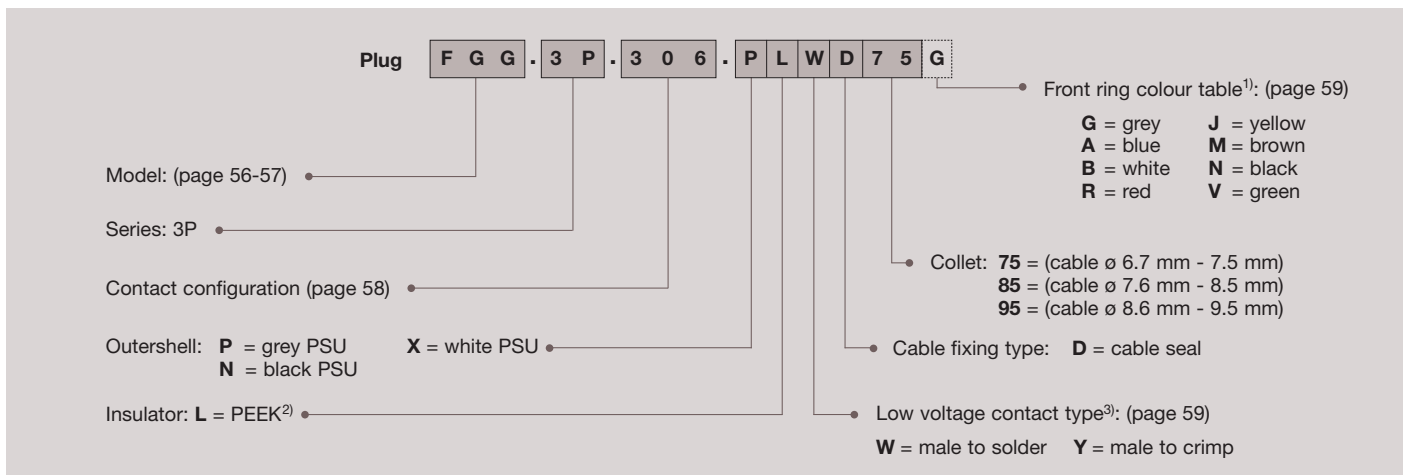 Plug F G G . 3 P . 3 0 6 . P L W D 7 5 G
Front ring colour table1): (page 59)
G = grey J = yellow
A = blue M = brown
B = white N = black
R = red V = green
Model: (page 56-57)
Series: 3P
Collet: 75 = (cable ø 6.7 mm - 7.5 mm)
85 = (cable ø 7.6 mm - 8.5 mm)
95 = (cable ø 8.6 mm - 9.5 mm)
Contact configuration (page 58)
Outershell: P = grey PSU X = white PSU
N = black PSU
Cable fixing type: D = cable seal
Insulator: L = PEEK2)
Low voltage contact type3): (page 59)
W = male to solder Y = male to crimp